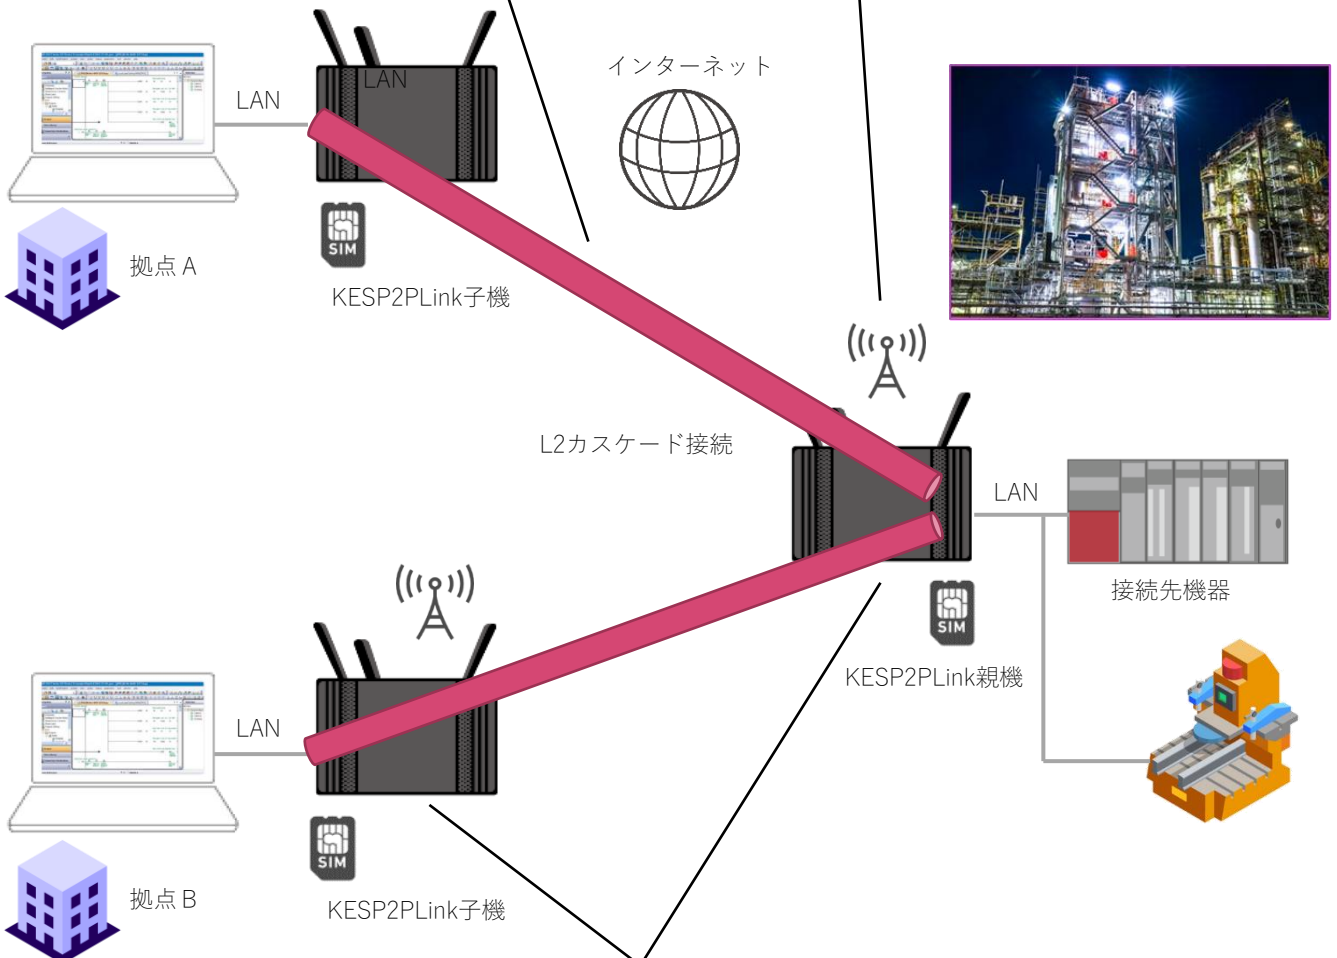 インターネット
LAN
LAN
SIM
拠点 A
KESP2PLink子機
L2カスケード接続
LAN
接続先機器
SIM
KESP2PLink親機
LAN
SIM
拠点 B
KESP2PLink子機